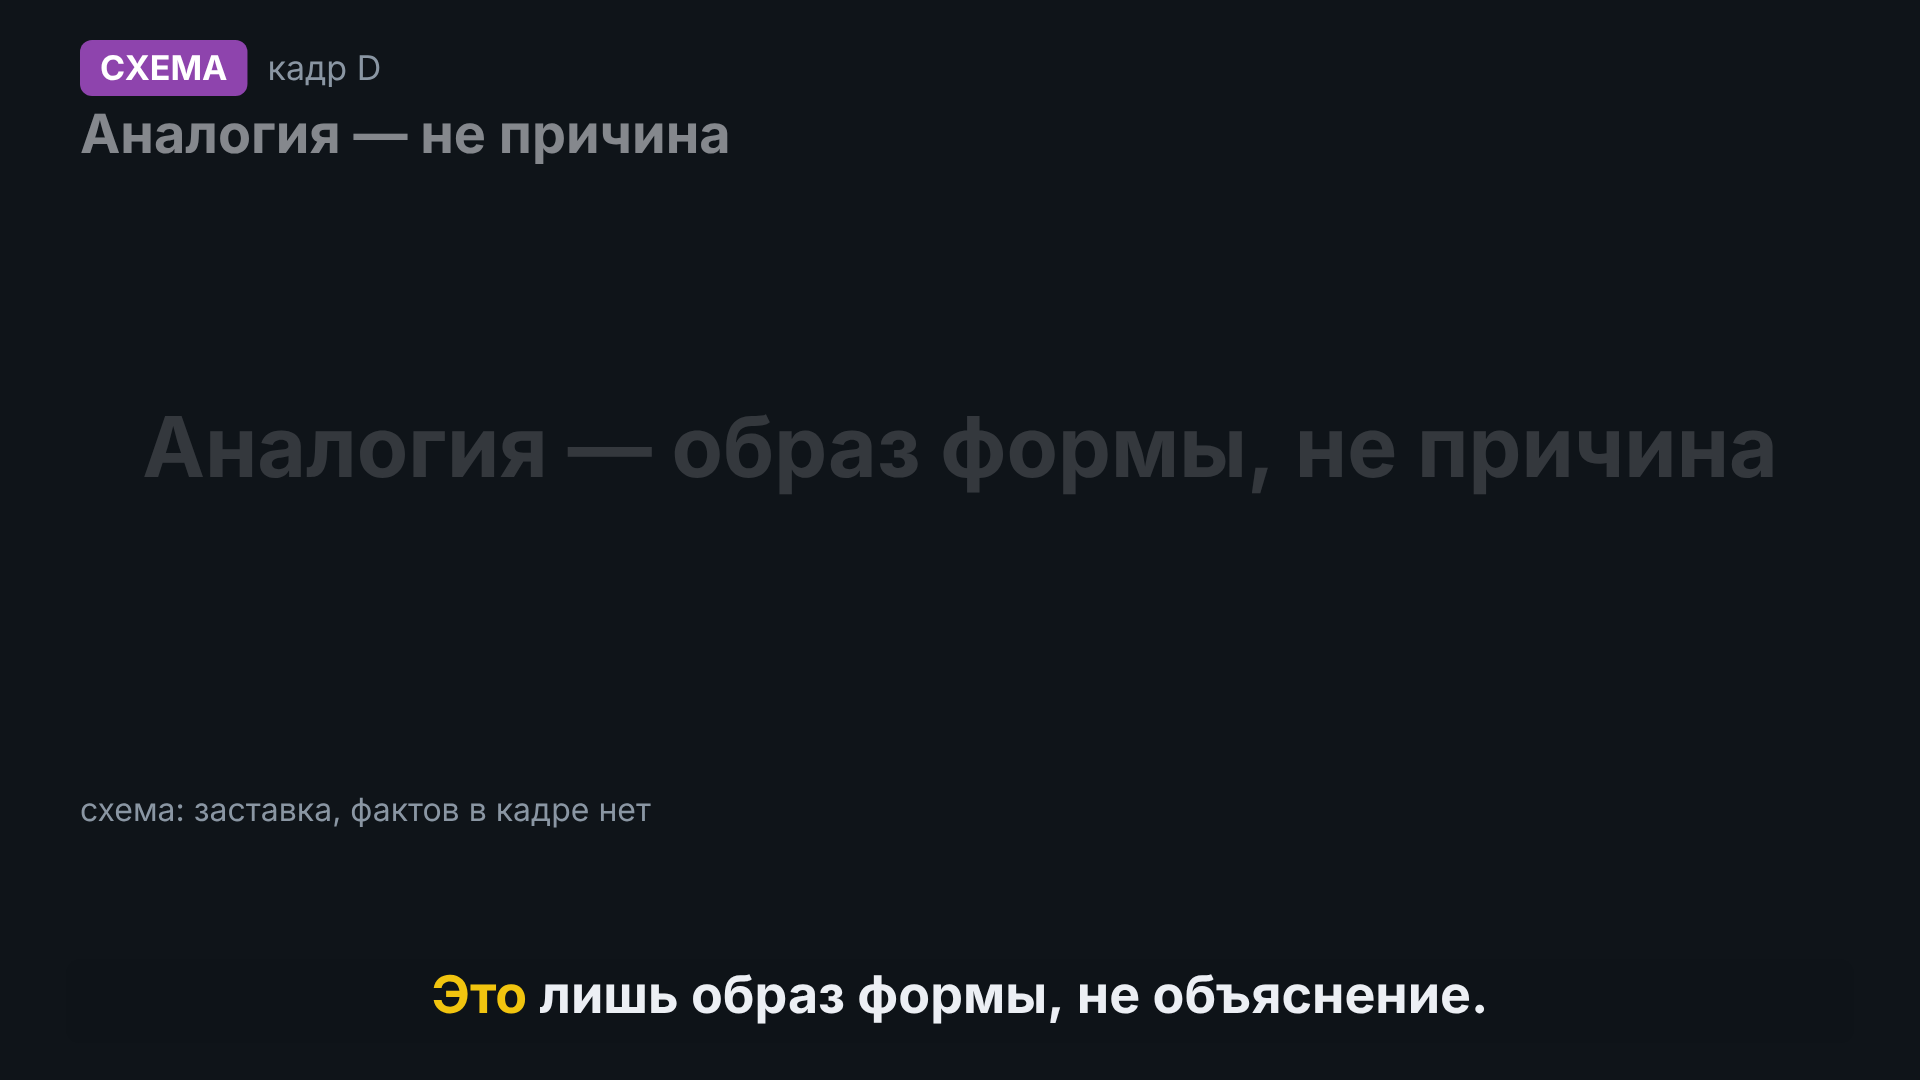 СХЕМА кадр D
Аналогия — не причина
Аналогия — образ формы, не причина
схема: заставка, фактов в кадре нет
Это лишь образ формы, не объяснение.